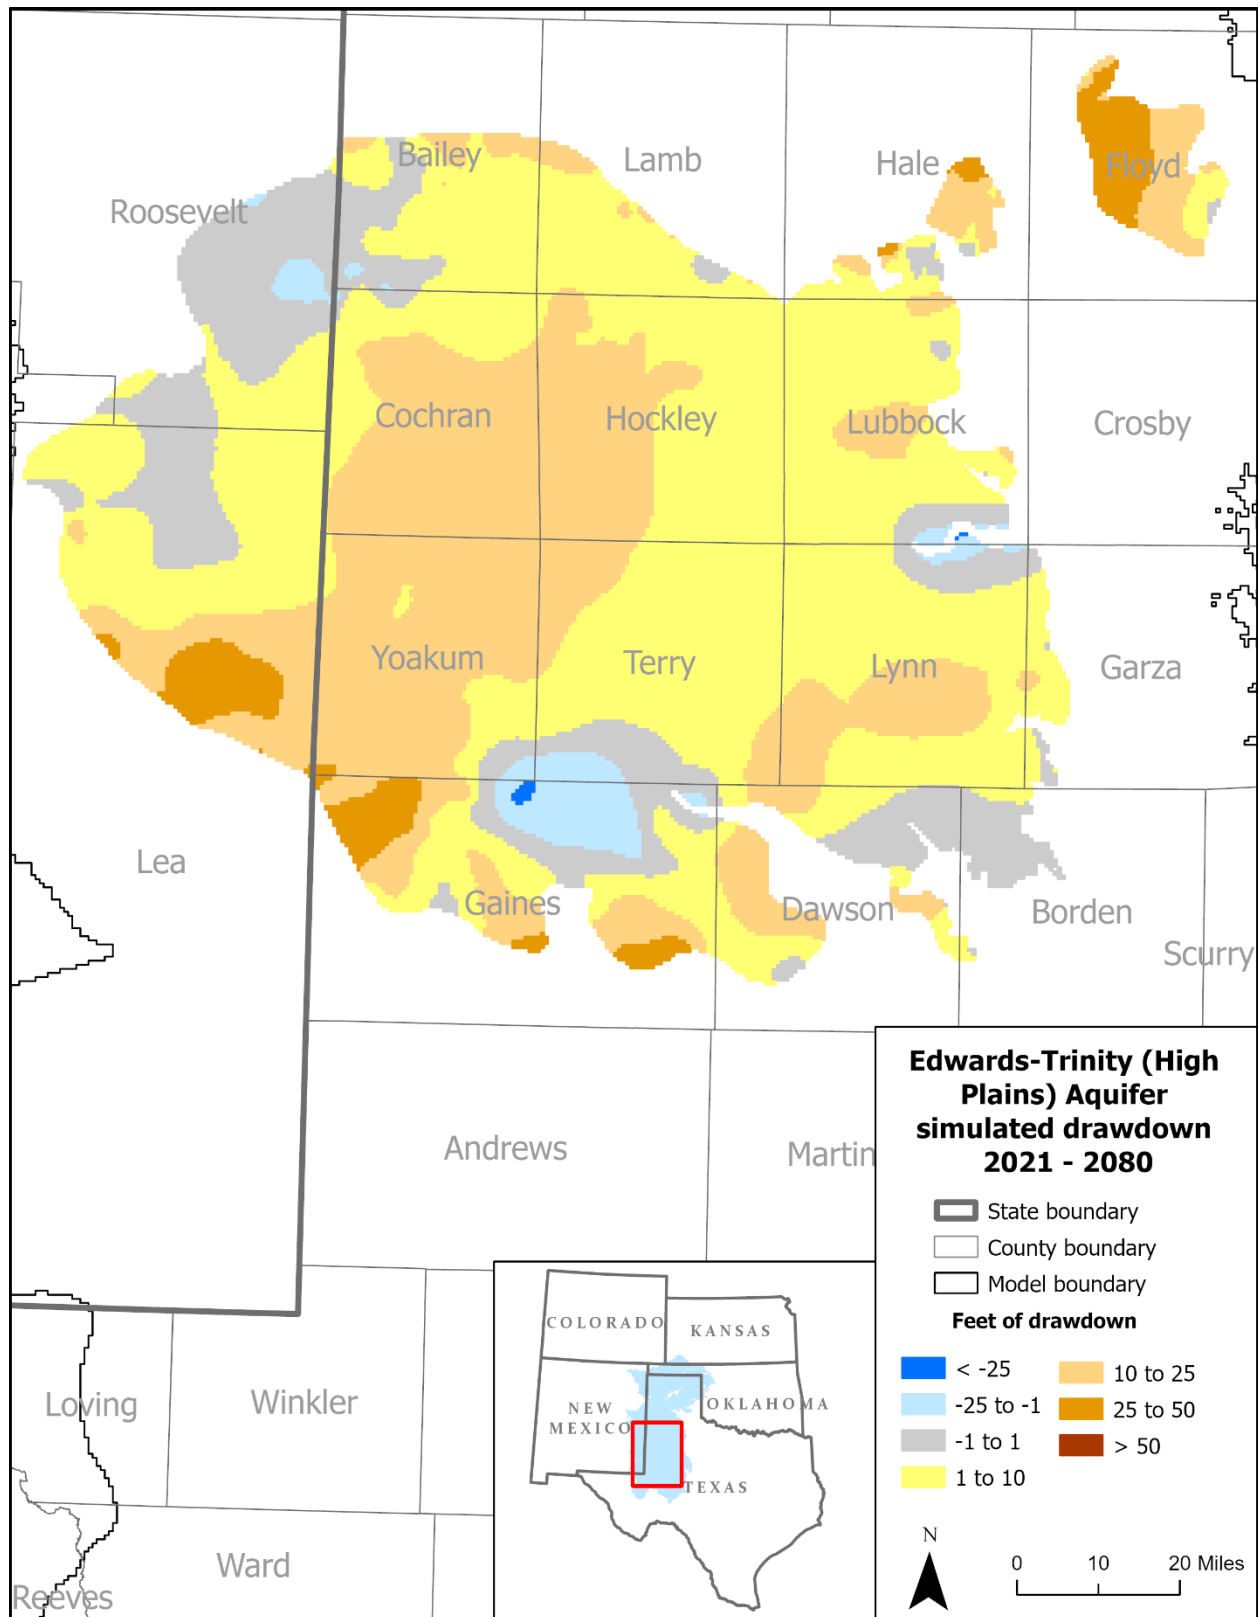 Bailey
Lamb
Hale
Floyd
Roosevelt
Cochran
Hockley
Lubbock
Crosby
Yoakum
Terry
Lynn
Garza
Lea
Gaines
Dawson
Borden
Scurry
Andrews
Martin
Loving
Winkler
Ward
Reeves
Edwards-Trinity (High
Plains) Aquifer
simulated drawdown
2021 - 2080
State boundary
County boundary
Model boundary
Feet of drawdown
< -25
-25 to -1
-1 to 1
1 to 10
10 to 25
25 to 50
> 50
N
0 10 20 Miles
COLORADO
KANSAS
NEW
MEXICO
OKLAHOMA
TEXAS